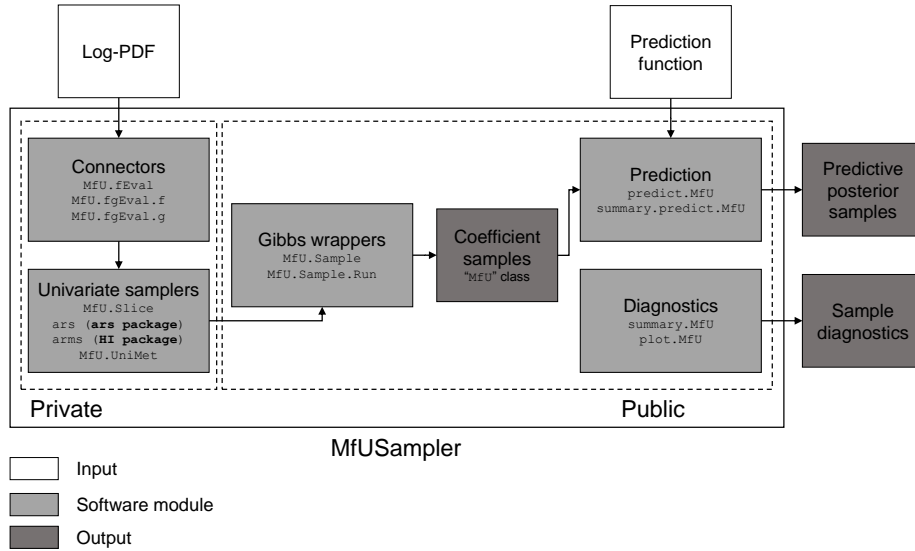 Log-PDF
Prediction
function
Connectors
MfU.fEval
MfU.fgEval.f
MfU.fgEval.g
Univariate samplers
MfU.Slice
ars (ars package)
arms (HI package)
MfU.UniMet
Gibbs wrappers
MfU.Sample
MfU.Sample.Run
Coefficient
samples
"MfU" class
Prediction
predict.MfU
summary.predict.MfU
Diagnostics
summary.MfU
plot.MfU
Predictive
posterior
samples
Sample
diagnostics
Private
Public
MfUSampler
Input
Software module
Output